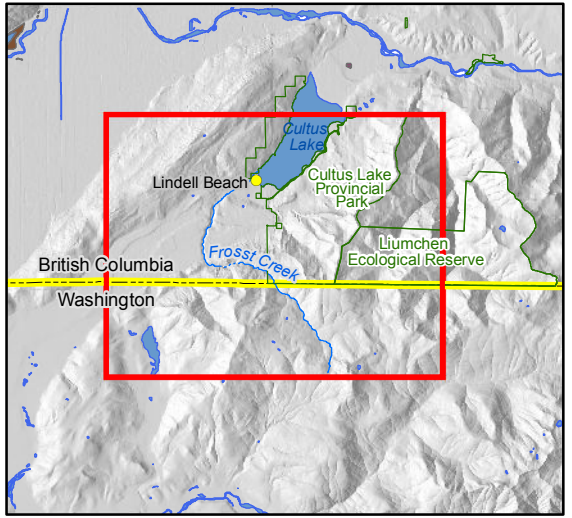 Cultus
Lake
Lindell Beach
Cultus Lake
Provincial
Park
Frosst Creek
Liumchen
Ecological Reserve
British Columbia
Washington